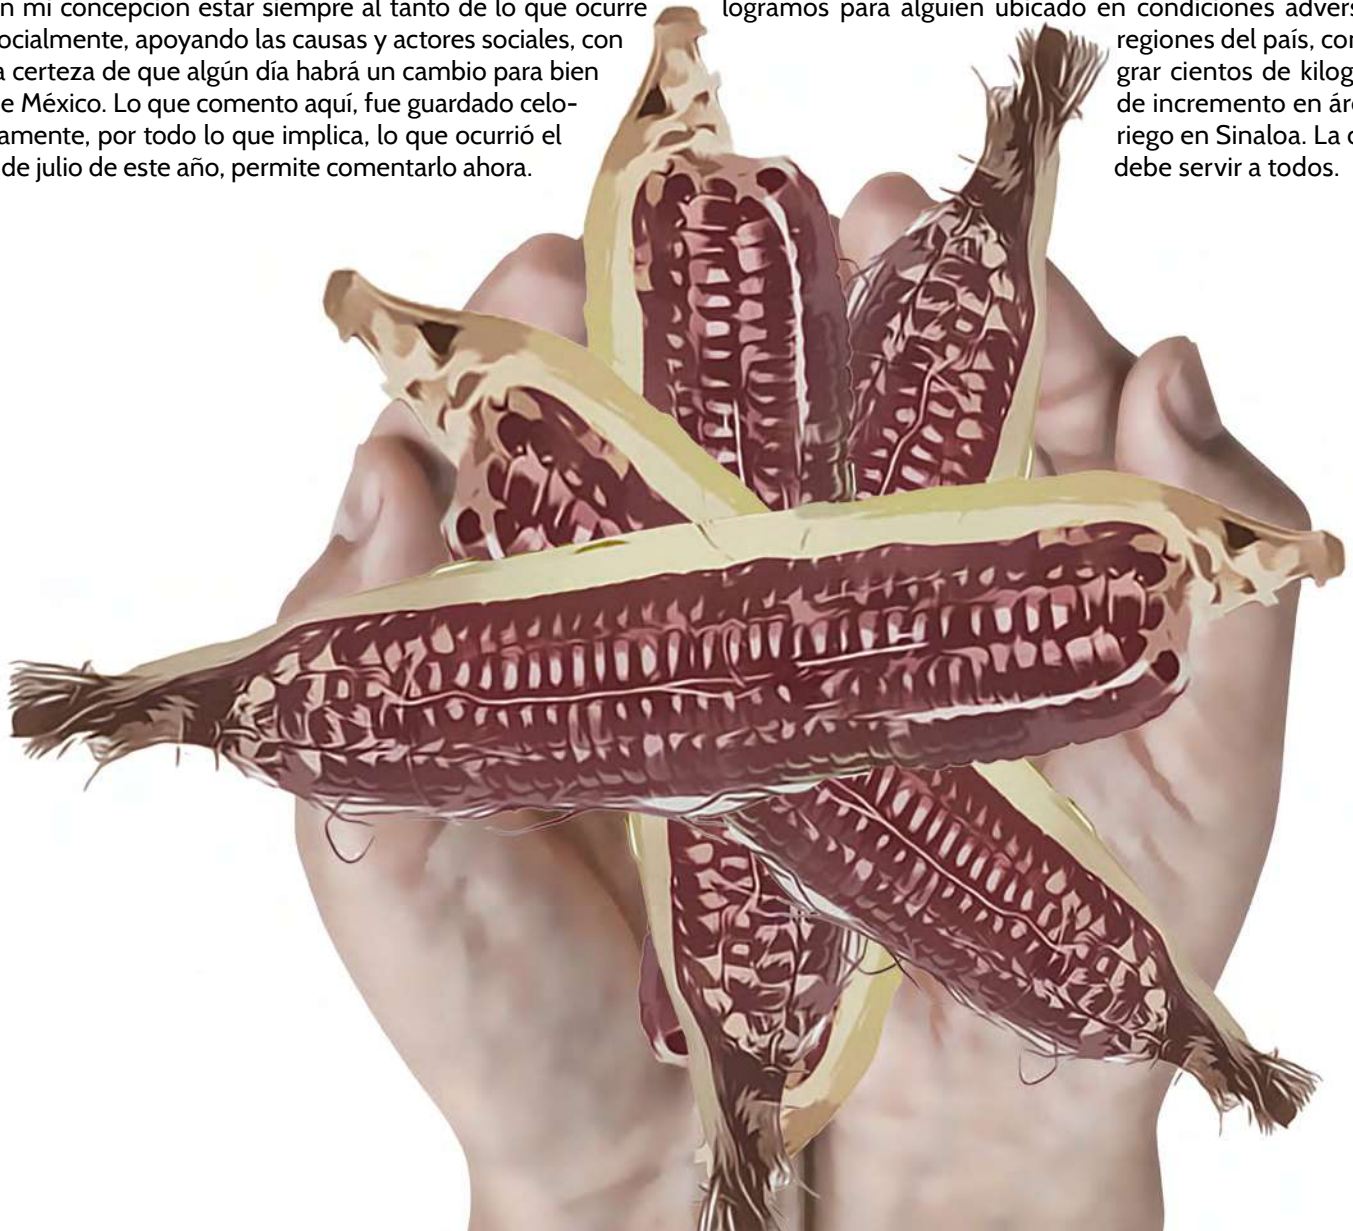 n mi concepción estar siempre al tanto de lo que ocurre
ocialmente, apoyando las causas y actores sociales, con
a certeza de que algún día habrá un cambio para bien
e México. Lo que comento aquí, fue guardado celo-
amente, por todo lo que implica, lo que ocurrió el
de julio de este año, permite comentarlo ahora.
logramos para alguien ubicado en condiciones advers
regiones del país, con
grar cientos de kilog
de incremento en áre
riego en Sinaloa. La c
debe servir a todos.